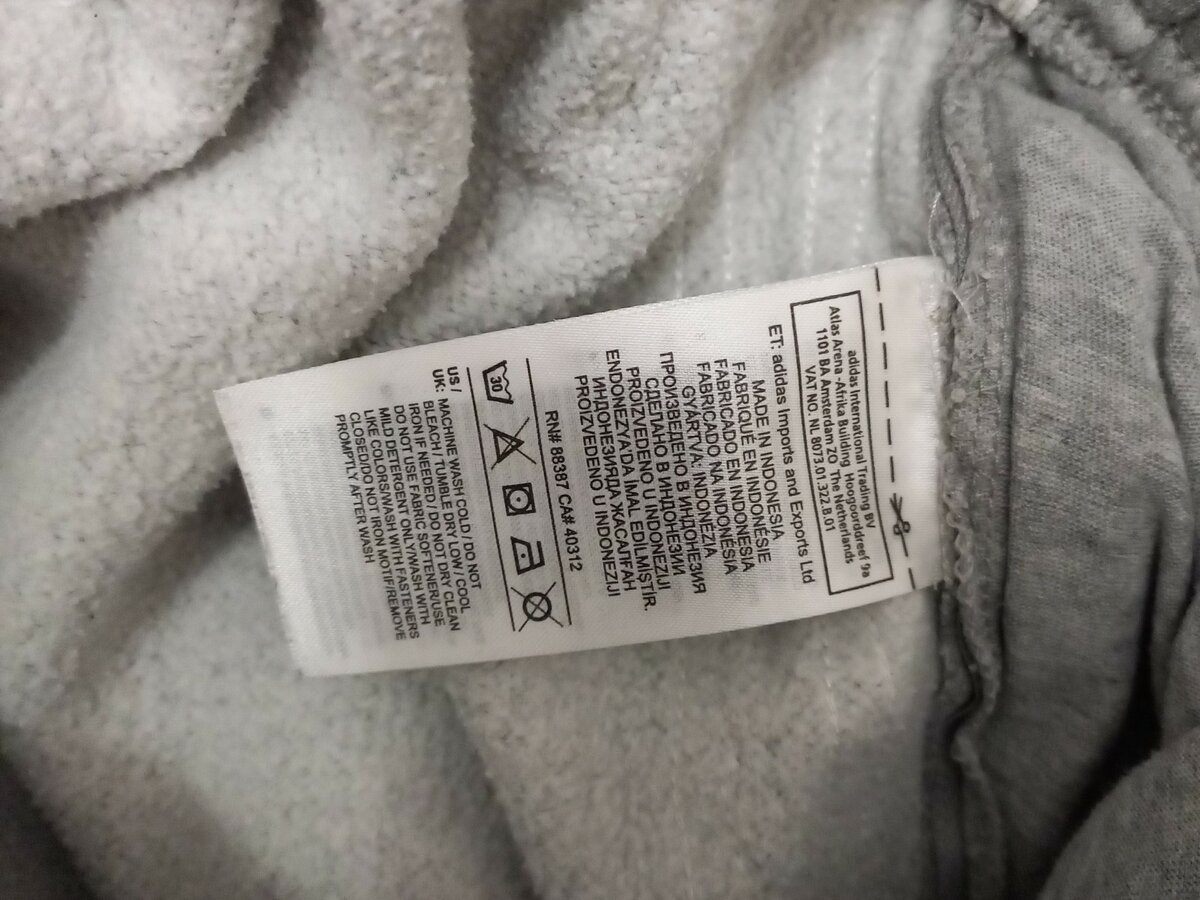 adidas International Trading BV
Atlas Arena -Afrika Building Hoogoorddreef 9a
1101 BA Amsterdam ZO The Netherlands
VAT NO. NL 8073.01.322.B.01
ET: adidas Imports and Exports Ltd
MADE IN INDONESIA
FABRIQUÉ EN INDONÉSIE
FABRICADO EN INDONESIA
FABRICADO NA INDONÉSIA
GYÁRTVA: INDONÉZIA
ПРОИЗВЕДЕНО В ИНДОНЕЗИЯ
СДЕЛАНО В ИНДОНЕЗИИ
PROIZVEDENO U INDONEZIJI
ENDONEZYA'DA İMAL EDİLMİŞTİR.
ИНДОНЕЗИЯДА ЖАСАЛҒАН
PROIZVEDENO U INDONEZIJI
RN# 88387 CA# 40312
30
US /
UK: MACHINE WASH COLD / DO NOT
BLEACH / TUMBLE DRY LOW / COOL
IRON IF NEEDED / DO NOT DRY CLEAN
DO NOT USE FABRIC SOFTENER/USE
MILD DETERGENT ONLY/WASH WITH
LIKE COLORS/WASH WITH FASTENERS
CLOSED/DO NOT IRON MOTIF/REMOVE
PROMPTLY AFTER WASH